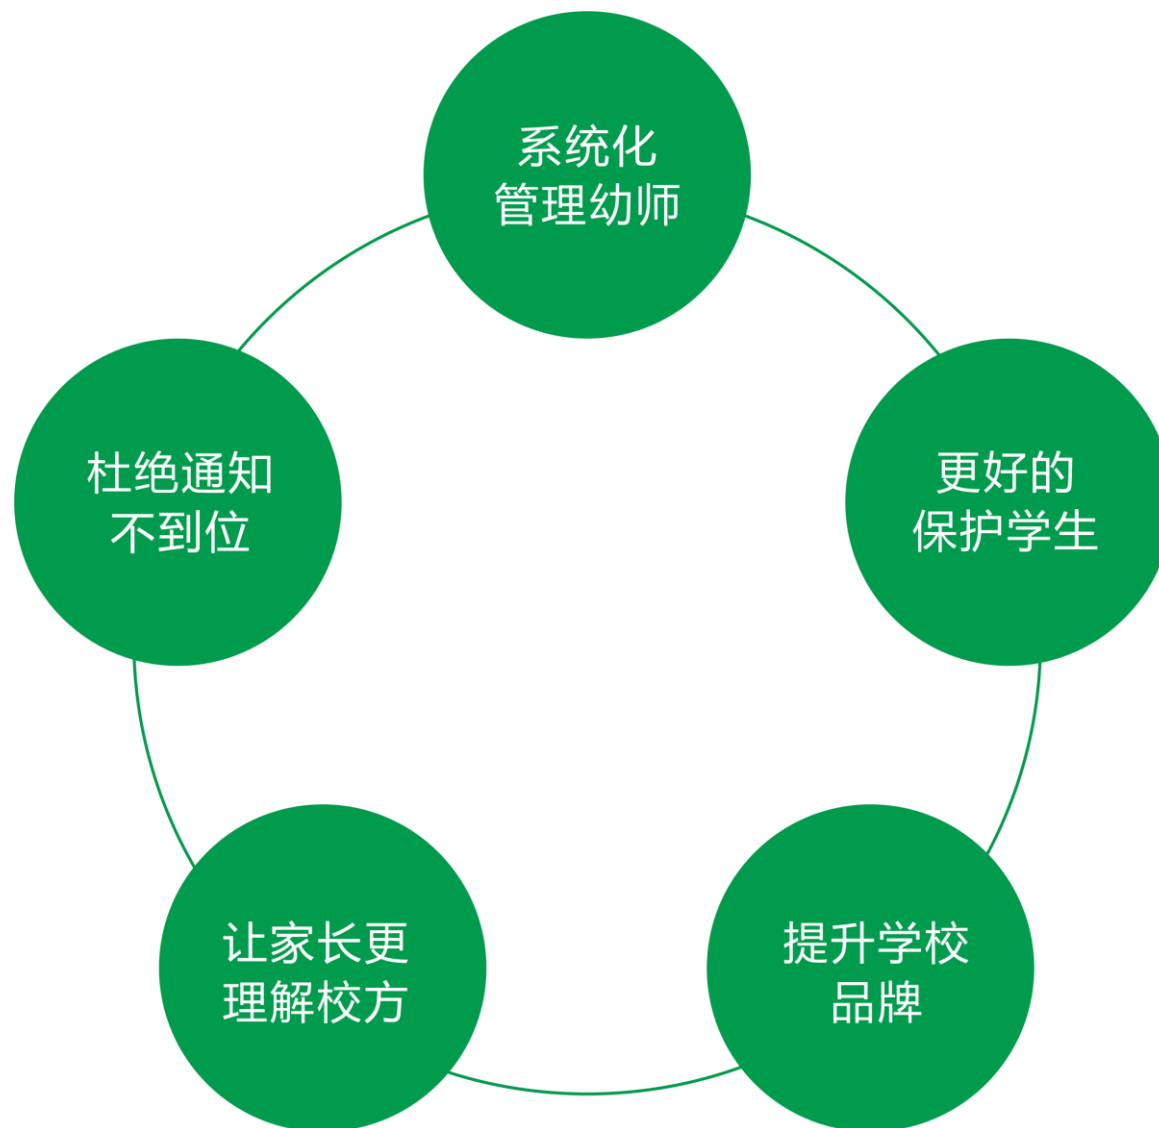 系统化
管理幼师
更好的
保护学生
提升学校
品牌
让家长更
理解校方
杜绝通知
不到位